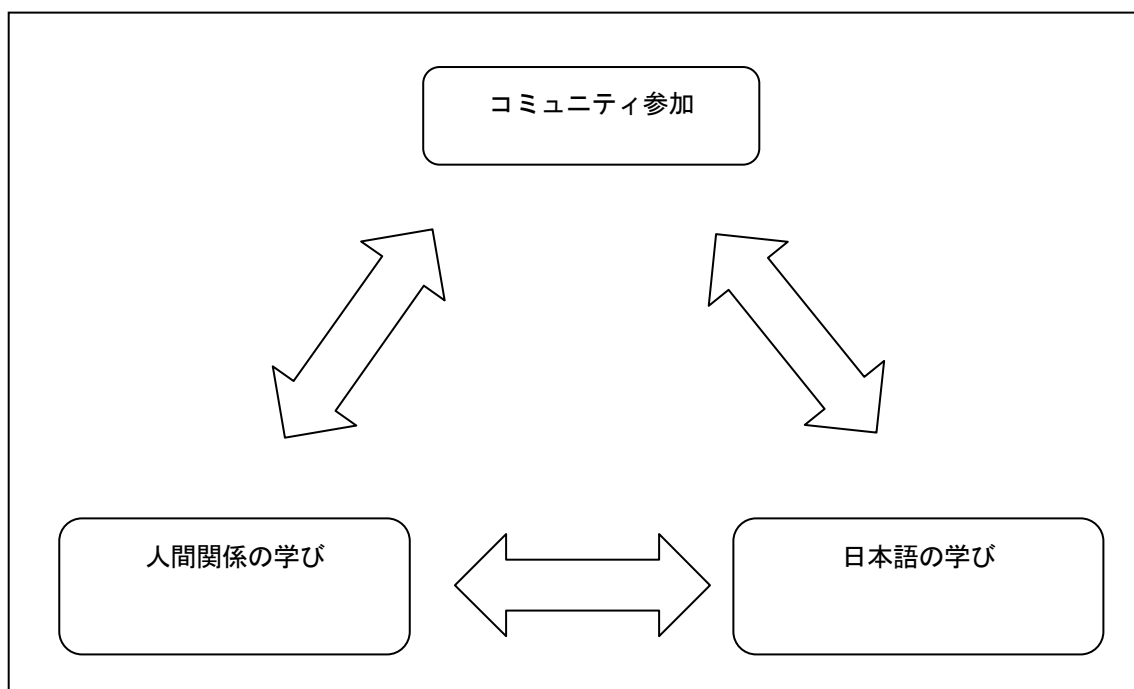 コミュニティ参加
人間関係の学び
日本語の学び